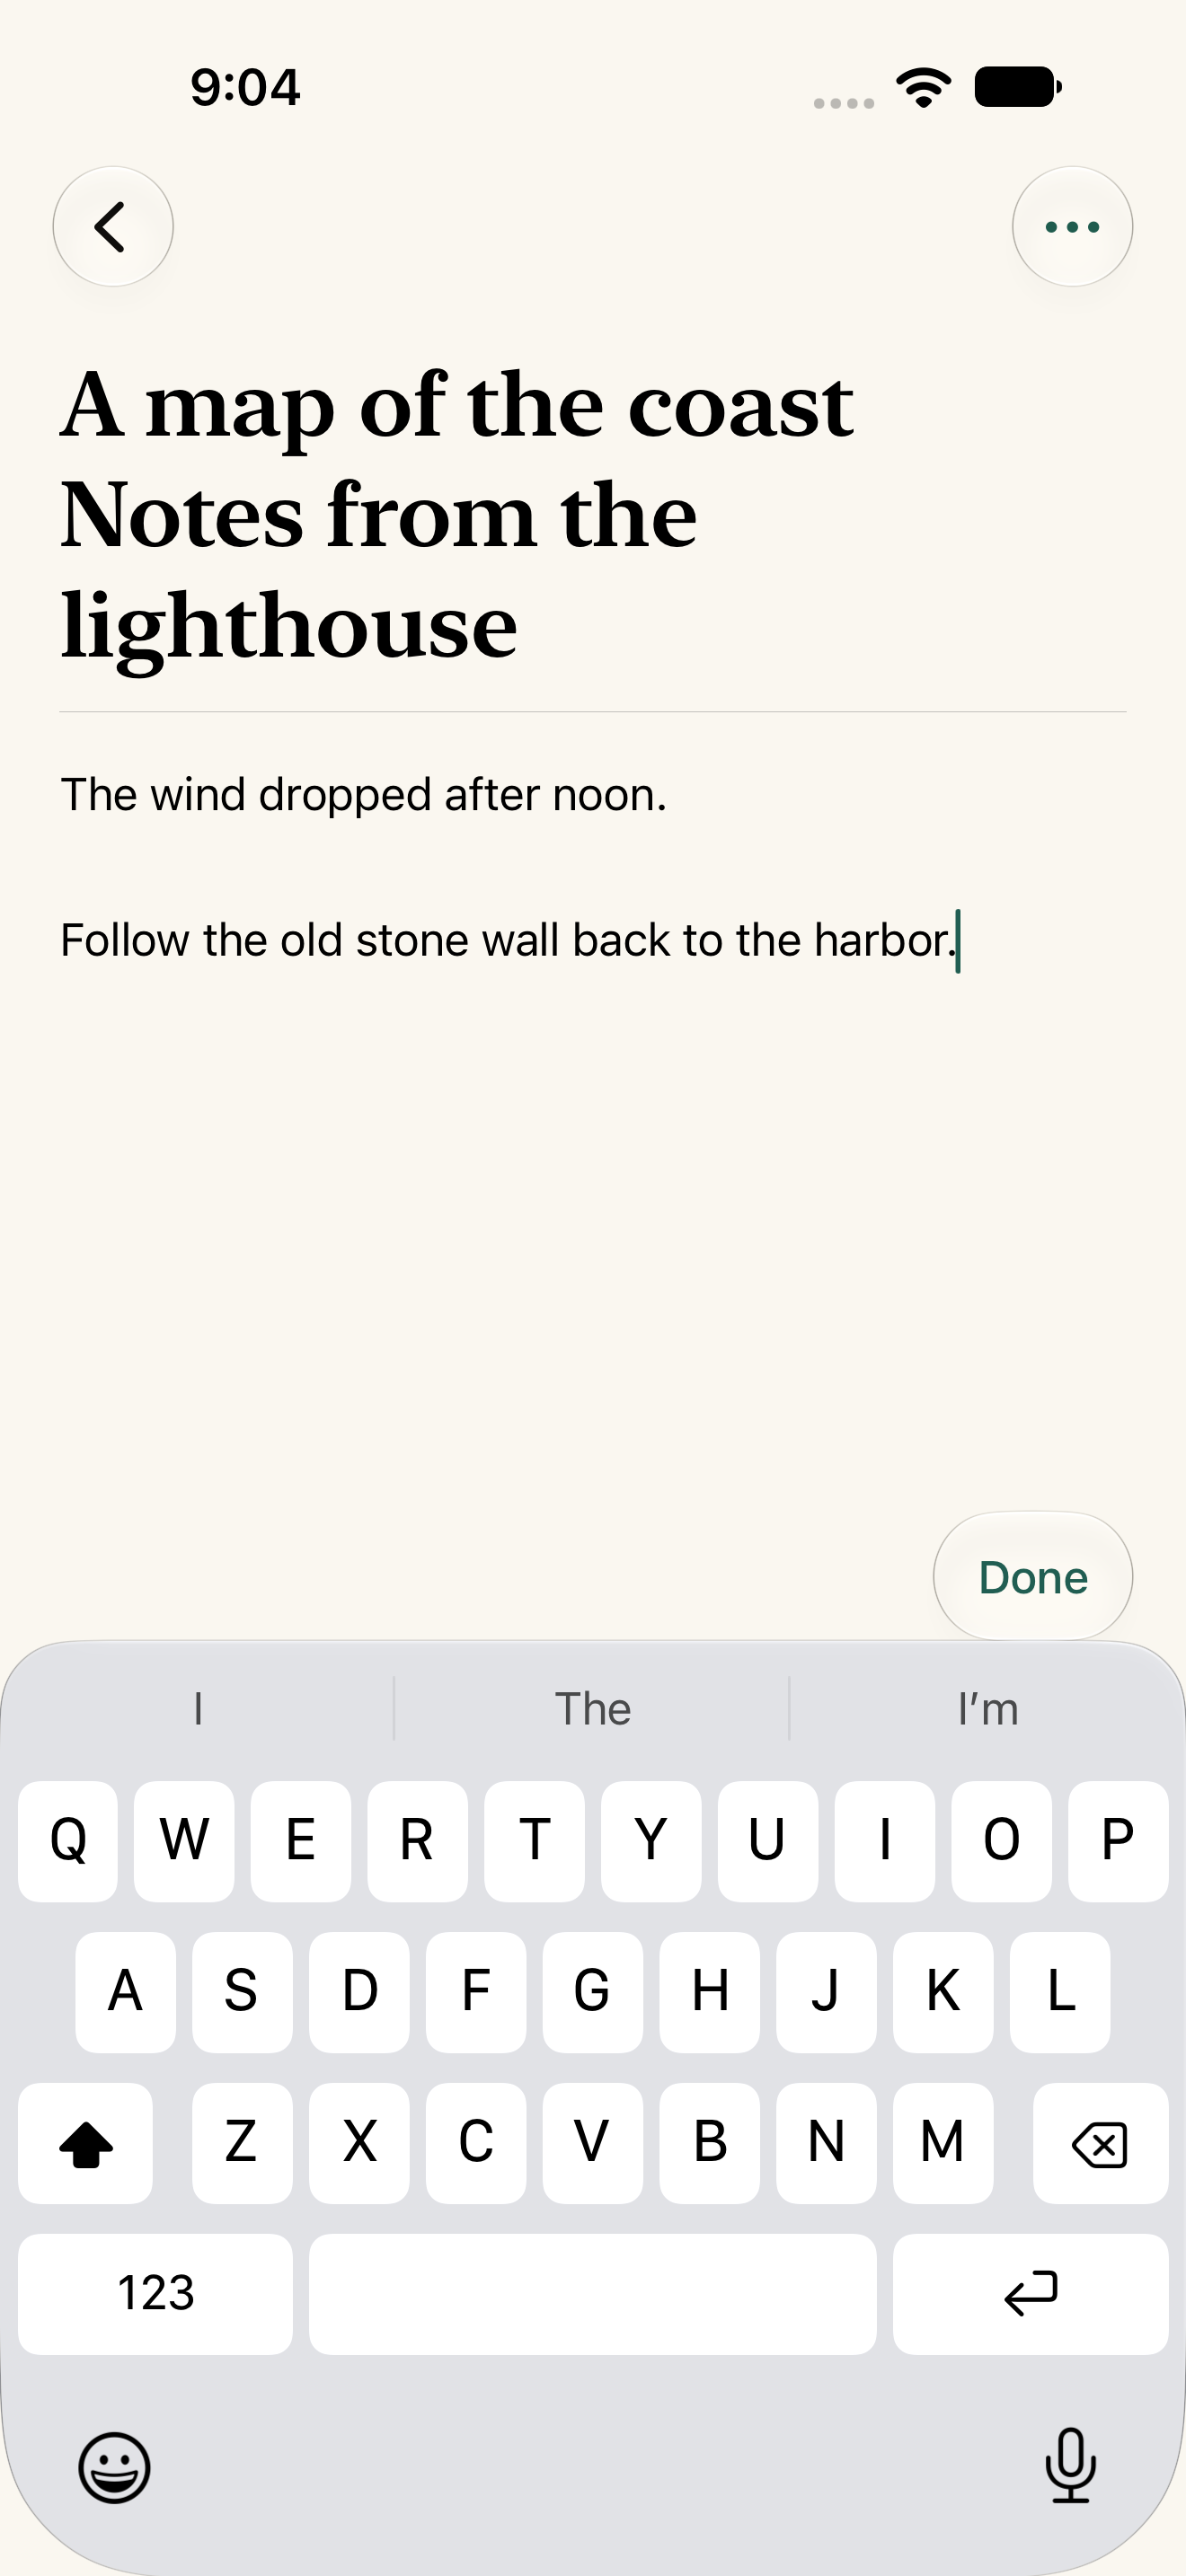 9:04
A map of the coast
Notes from the
lighthouse
The wind dropped after noon.
Follow the old stone wall back to the harbor.
Done
I The I’m
Q W E R T Y U I O P
A S D F G H J K L
Z X C V B N M
123